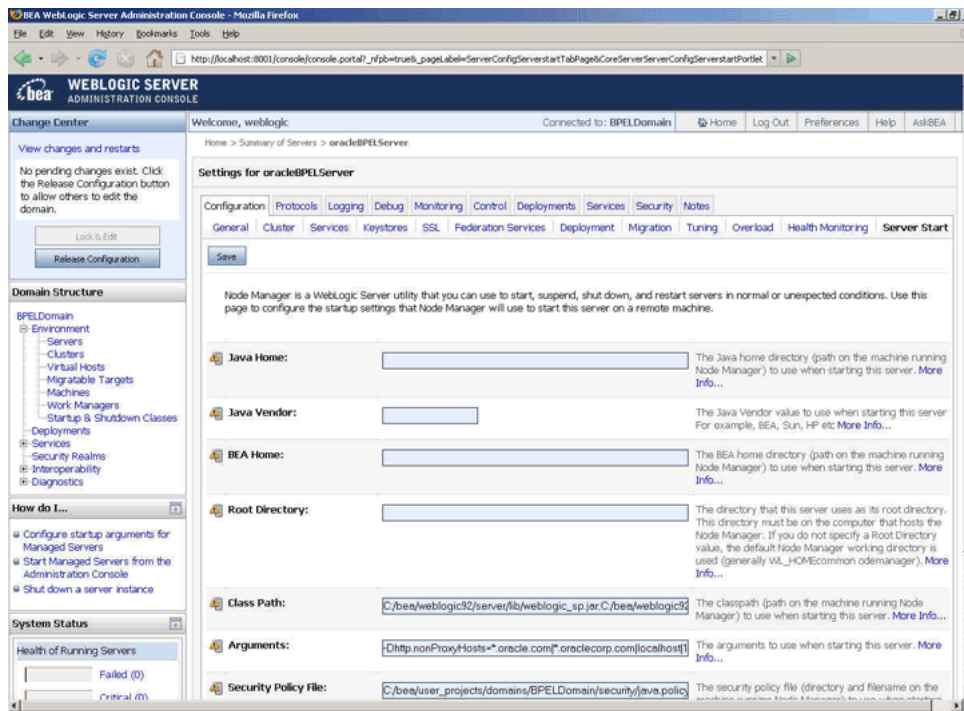 BEA WebLogic Server Administration Console - Mozilla Firefox
File Edit View History Bookmarks Tools Help
http://localhost:8001/console/console.portal?_nfpb=true&_pageLabel=ServerConfigServerstartTabPage&CoreServerServerConfigServerstartPortlet
bea
WEBLOGIC SERVER
ADMINISTRATION CONSOLE
Change Center
View changes and restarts
No pending changes exist. Click
the Release Configuration button
to allow others to edit the
domain.
Lock & Edit
Release Configuration
Domain Structure
BPELDomain
Environment
Servers
Clusters
Virtual Hosts
Migratable Targets
Machines
Work Managers
Startup & Shutdown Classes
Deployments
Services
Security Realms
Interoperability
Diagnostics
How do I...
Configure startup arguments for
Managed Servers
Start Managed Servers from the
Administration Console
Shut down a server instance
System Status
Health of Running Servers
Failed (0)
Critical (0)
Welcome, weblogic
Connected to: BPELDomain
Home Log Out Preferences Help AskBEA
Home > Summary of Servers > oracleBPELServer
Settings for oracleBPELServer
Configuration Protocols Logging Debug Monitoring Control Deployments Services Security Notes
General Cluster Services Keystores SSL Federation Services Deployment Migration Tuning Overload Health Monitoring Server Start
Save
Node Manager is a WebLogic Server utility that you can use to start, suspend, shut down, and restart servers in normal or unexpected conditions. Use this
page to configure the startup settings that Node Manager will use to start this server on a remote machine.
Java Home:
The Java home directory (path on the machine running
Node Manager) to use when starting this server. More
Info...
Java Vendor:
The Java Vendor value to use when starting this server
For example, BEA, Sun, HP etc More Info...
BEA Home:
The BEA home directory (path on the machine running
Node Manager) to use when starting this server. More
Info...
Root Directory:
The directory that this server uses as its root directory.
This directory must be on the computer that hosts the
Node Manager. If you do not specify a Root Directory
value, the default Node Manager working directory is
used (generally WL_HOMEcommon odemanager). More
Info...
Class Path:
C:/bea/weblogic92/server/lib/weblogic_sp.jar;C:/bea/weblogic92
The classpath (path on the machine running Node
Manager) to use when starting this server. More Info...
Arguments:
-Dhttp.nonProxyHosts=*.oracle.com|*.oraclecorp.com|localhost|1
The arguments to use when starting this server. More
Info...
Security Policy File:
C:/bea/user_projects/domains/BPELDomain/security/java.policy
The security policy file (directory and filename on the
machine running Node Manager) to use when starting